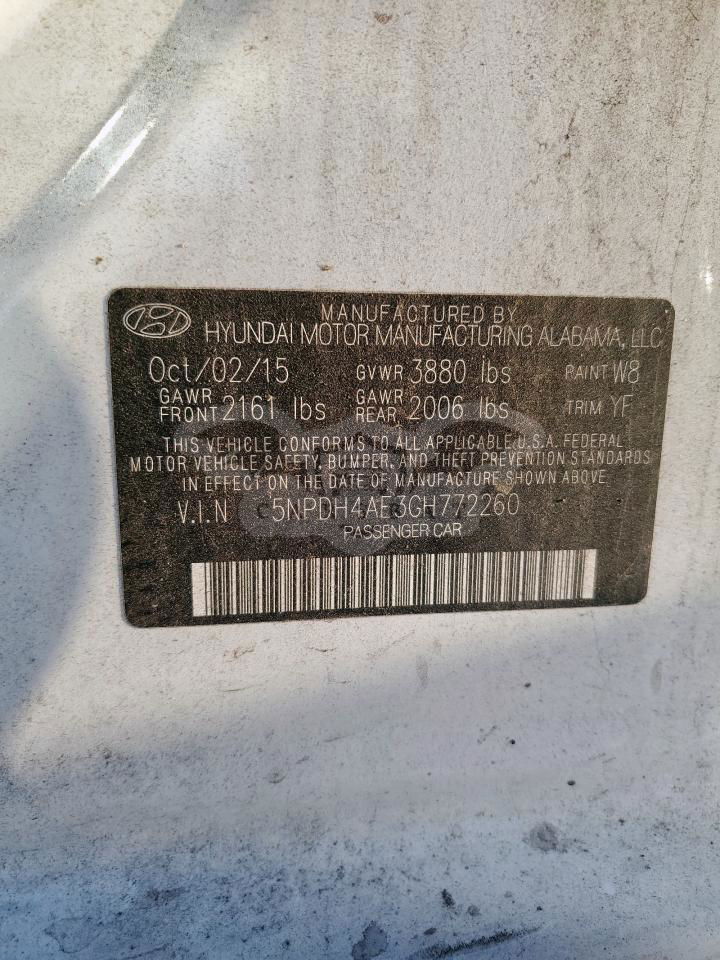 MANUFACTURED BY
HYUNDAI MOTOR MANUFACTURING ALABAMA, LLC
Oct/02/15 GVWR 3880 lbs PAINT W8
GAWR FRONT 2161 lbs GAWR REAR 2006 lbs TRIM YF
THIS VEHICLE CONFORMS TO ALL APPLICABLE U.S.A. FEDERAL
MOTOR VEHICLE SAFETY, BUMPER, AND THEFT PREVENTION STANDARDS
IN EFFECT ON THE DATE OF MANUFACTURE SHOWN ABOVE.
V.I.N 5NPDH4AE3GH772260
PASSENGER CAR